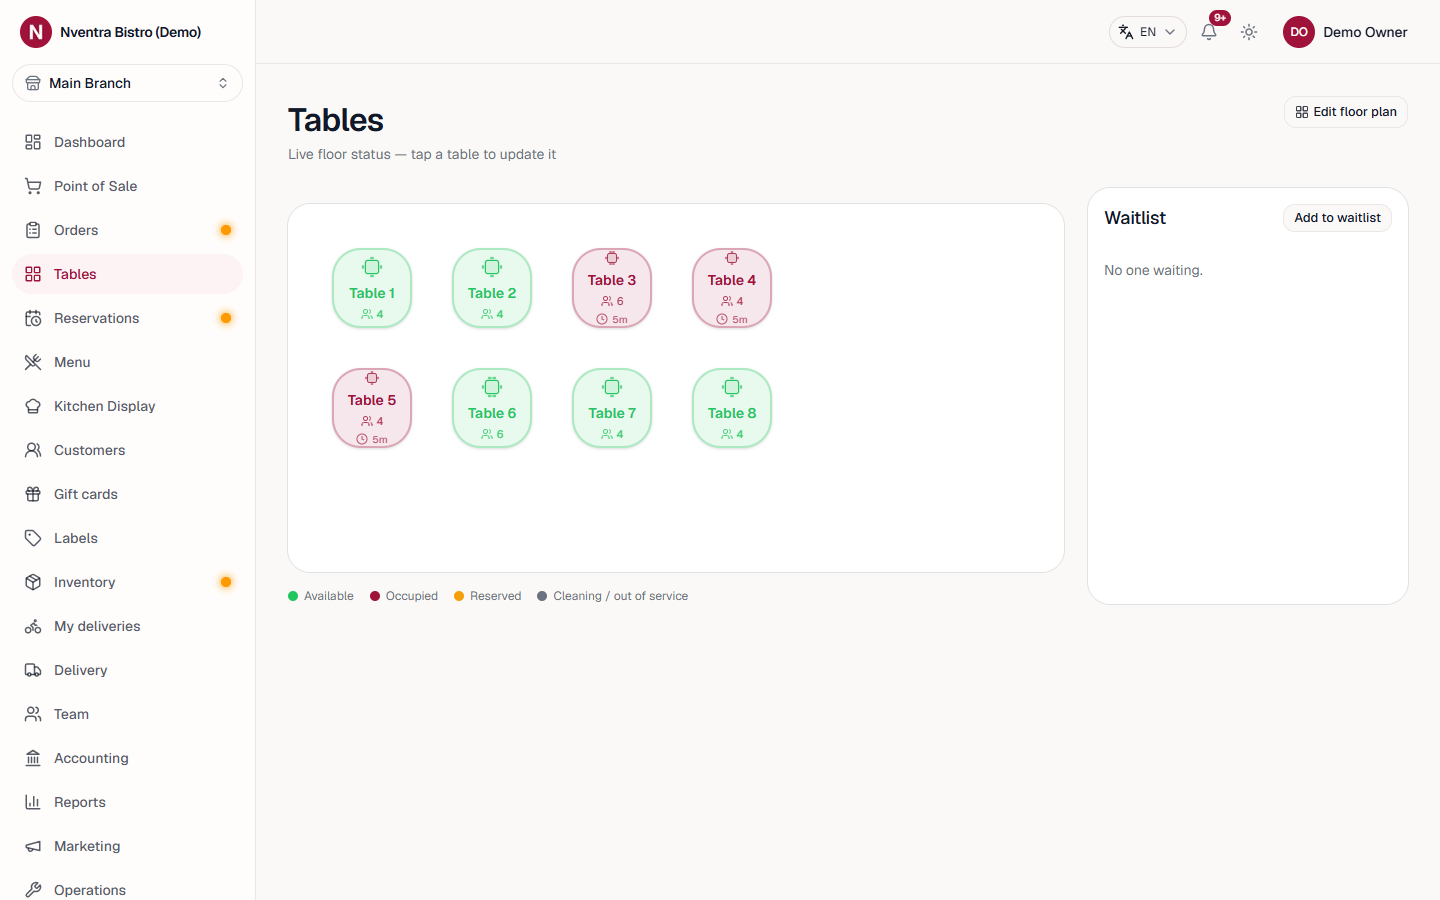 N Nventra Bistro (Demo)
Main Branch
Dashboard
Point of Sale
Orders
Tables
Reservations
Menu
Kitchen Display
Customers
Gift cards
Labels
Inventory
My deliveries
Delivery
Team
Accounting
Reports
Marketing
Operations
EN
9+
DO Demo Owner
Tables
Live floor status — tap a table to update it
Edit floor plan
Table 1
4
Table 2
4
Table 3
6
5m
Table 4
4
5m
Table 5
4
5m
Table 6
6
Table 7
4
Table 8
4
Available Occupied Reserved Cleaning / out of service
Waitlist
Add to waitlist
No one waiting.